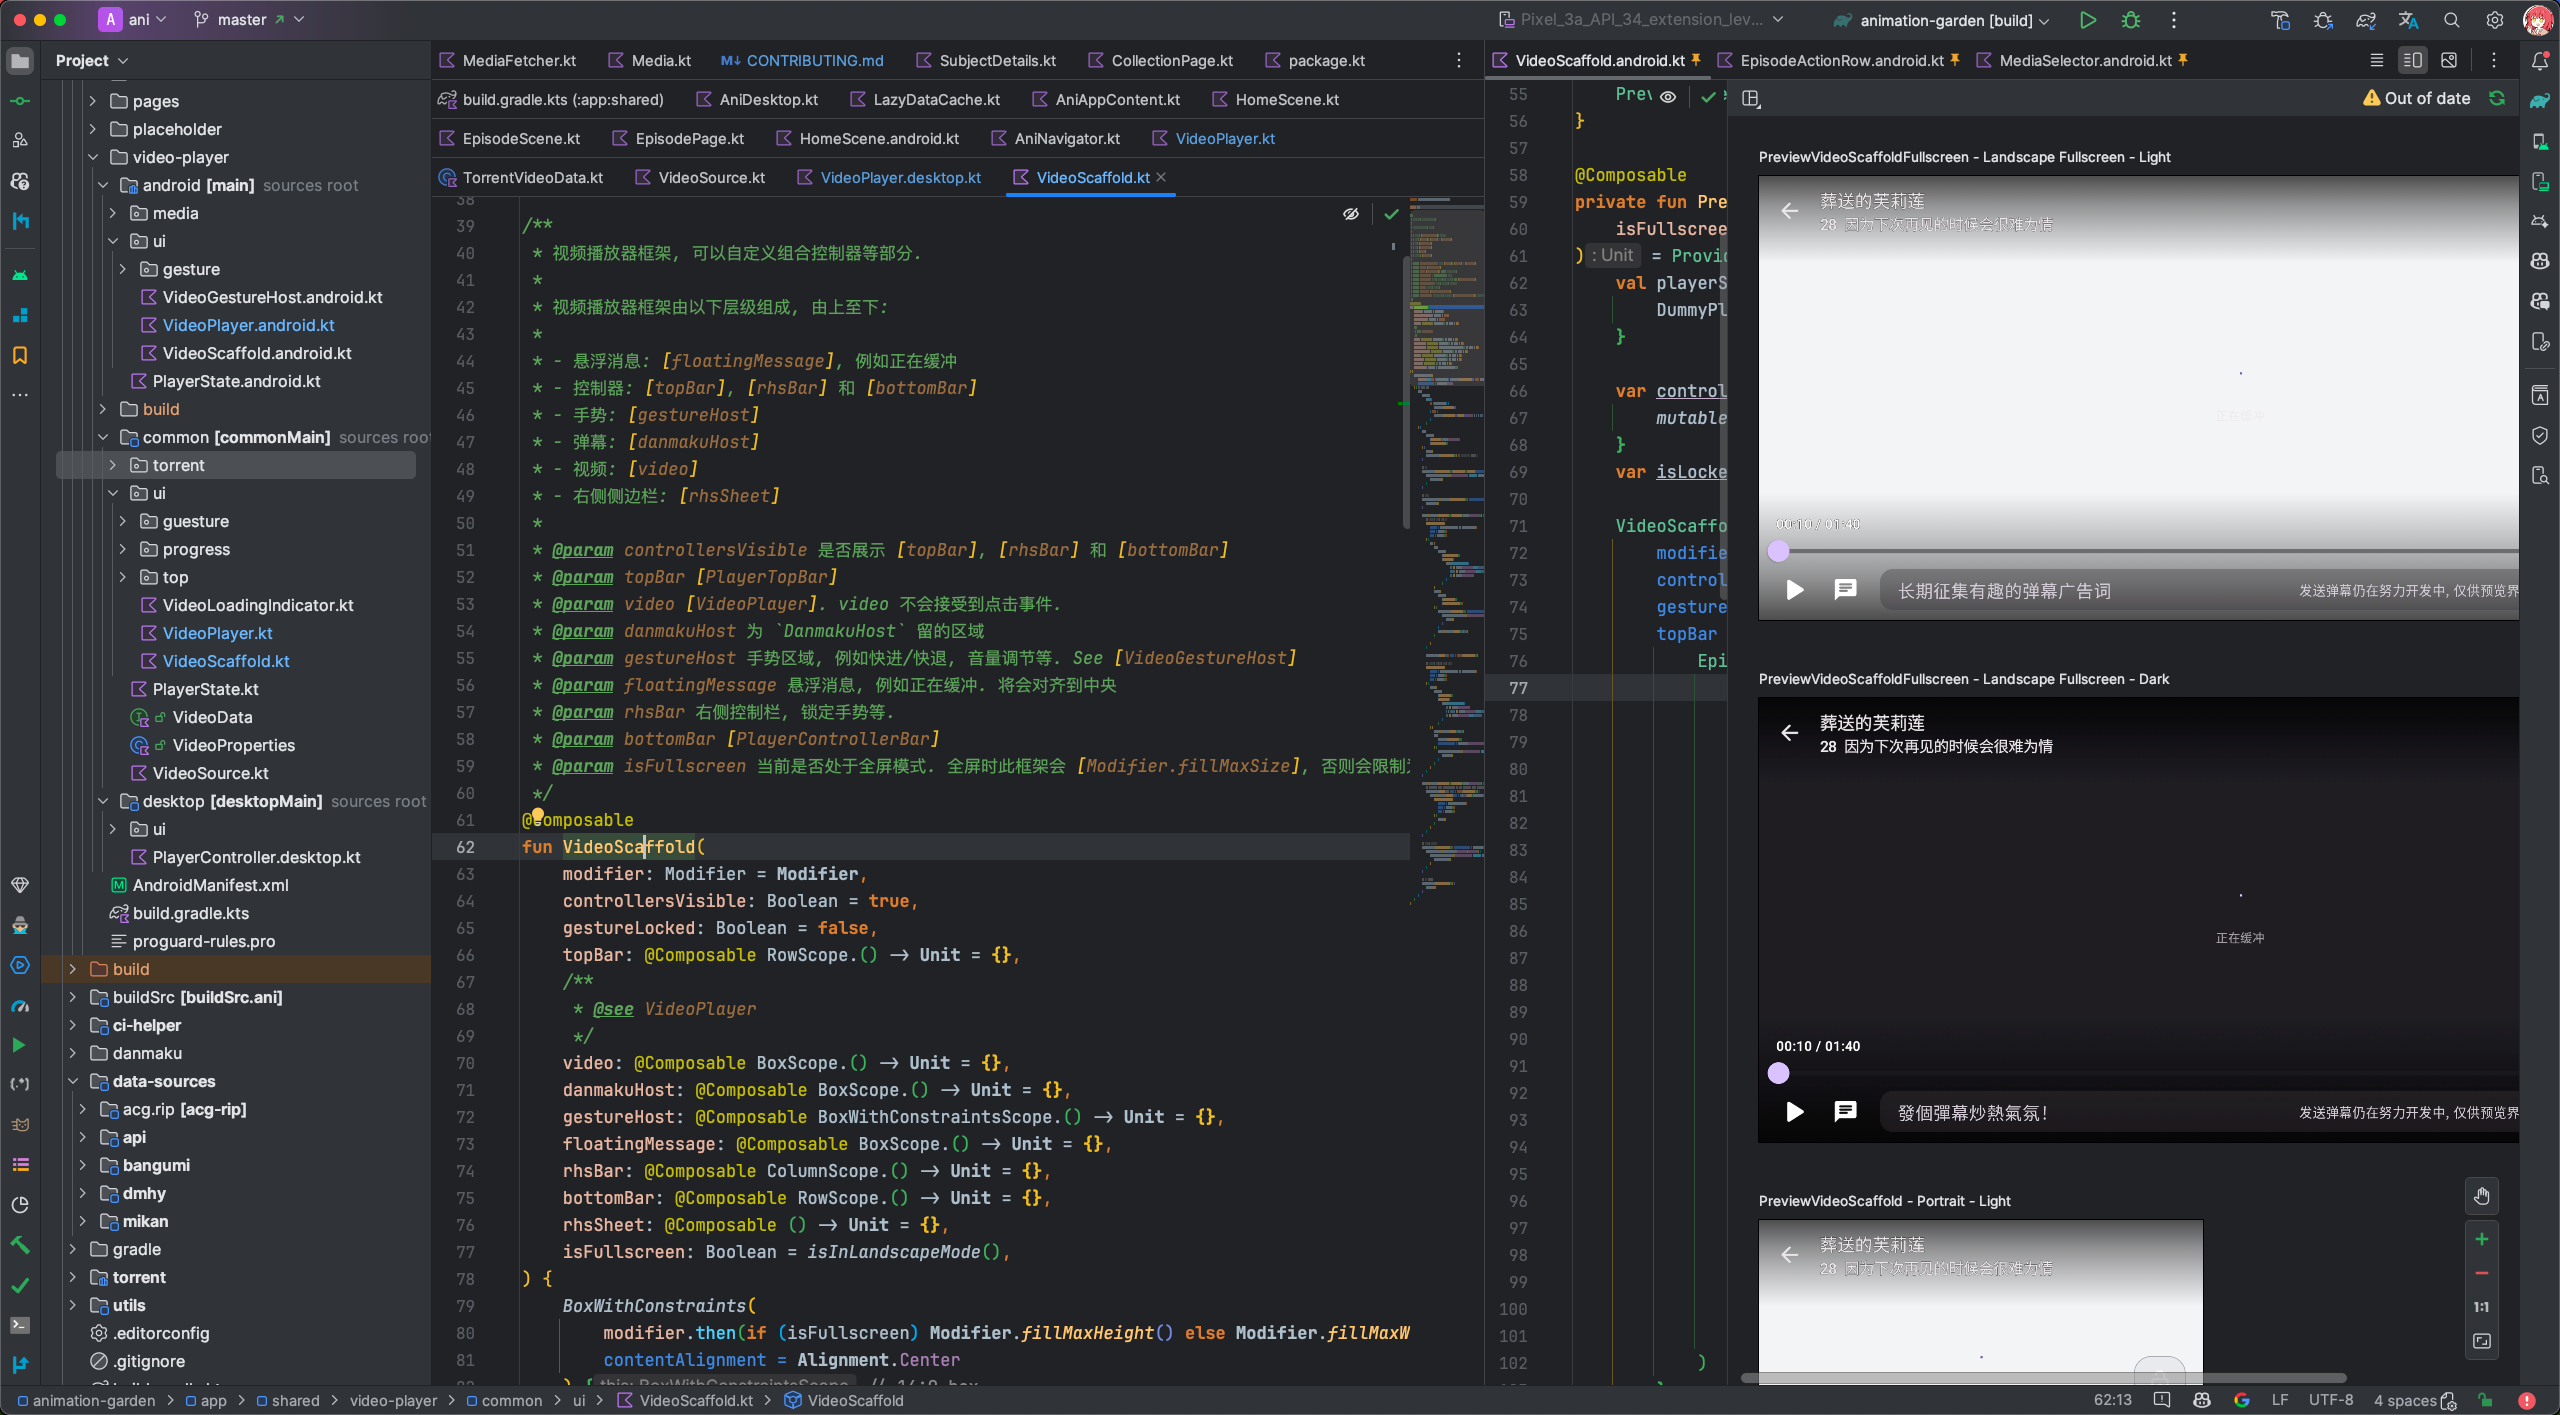 A ani master Pixel_3a_API_34_extension_lev... animation-garden [build]
Project
pages
placeholder
video-player
android [main] sources root
media
ui
gesture
VideoGestureHost.android.kt
VideoPlayer.android.kt
VideoScaffold.android.kt
PlayerState.android.kt
build
common [commonMain] sources root
torrent
ui
guesture
progress
top
VideoLoadingIndicator.kt
VideoPlayer.kt
VideoScaffold.kt
PlayerState.kt
VideoData
VideoProperties
VideoSource.kt
desktop [desktopMain] sources root
ui
PlayerController.desktop.kt
AndroidManifest.xml
build.gradle.kts
proguard-rules.pro
build
buildSrc [buildSrc.ani]
ci-helper
danmaku
data-sources
acg.rip [acg-rip]
api
bangumi
dmhy
mikan
gradle
torrent
utils
.editorconfig
.gitignore
MediaFetcher.kt Media.kt M↓ CONTRIBUTING.md SubjectDetails.kt CollectionPage.kt package.kt
build.gradle.kts (:app:shared) AniDesktop.kt LazyDataCache.kt AniAppContent.kt HomeScene.kt
EpisodeScene.kt EpisodePage.kt HomeScene.android.kt AniNavigator.kt VideoPlayer.kt
TorrentVideoData.kt VideoSource.kt VideoPlayer.desktop.kt VideoScaffold.kt
38
39 /**
40 * 视频播放器框架, 可以自定义组合控制器等部分.
41 *
42 * 视频播放器框架由以下层级组成, 由上至下:
43 *
44 * - 悬浮消息: [floatingMessage], 例如正在缓冲
45 * - 控制器: [topBar], [rhsBar] 和 [bottomBar]
46 * - 手势: [gestureHost]
47 * - 弹幕: [danmakuHost]
48 * - 视频: [video]
49 * - 右侧侧边栏: [rhsSheet]
50 *
51 * @param controllersVisible 是否展示 [topBar], [rhsBar] 和 [bottomBar]
52 * @param topBar [PlayerTopBar]
53 * @param video [VideoPlayer]. video 不会接受到点击事件.
54 * @param danmakuHost 为 `DanmakuHost` 留的区域
55 * @param gestureHost 手势区域, 例如快进/快退, 音量调节等. See [VideoGestureHost]
56 * @param floatingMessage 悬浮消息, 例如正在缓冲. 将会对齐到中央
57 * @param rhsBar 右侧控制栏, 锁定手势等.
58 * @param bottomBar [PlayerControllerBar]
59 * @param isFullscreen 当前是否处于全屏模式. 全屏时此框架会 [Modifier.fillMaxSize], 否则会限制为
60 */
61 @Composable
62 fun VideoScaffold(
63 modifier: Modifier = Modifier,
64 controllersVisible: Boolean = true,
65 gestureLocked: Boolean = false,
66 topBar: @Composable RowScope.() -> Unit = {},
67 /**
68 * @see VideoPlayer
69 */
70 video: @Composable BoxScope.() -> Unit = {},
71 danmakuHost: @Composable BoxScope.() -> Unit = {},
72 gestureHost: @Composable BoxWithConstraintsScope.() -> Unit = {},
73 floatingMessage: @Composable BoxScope.() -> Unit = {},
74 rhsBar: @Composable ColumnScope.() -> Unit = {},
75 bottomBar: @Composable RowScope.() -> Unit = {},
76 rhsSheet: @Composable () -> Unit = {},
77 isFullscreen: Boolean = isInLandscapeMode(),
78 ) {
79 BoxWithConstraints(
80 modifier.then(if (isFullscreen) Modifier.fillMaxHeight() else Modifier.fillMaxW
81 contentAlignment = Alignment.Center
VideoScaffold.android.kt EpisodeActionRow.android.kt MediaSelector.android.kt
55 Prev
56 }
57
58 @Composable
59 private fun Pre
60 isFullscree
61 ) : Unit = Provid
62 val playerS
63 DummyPl
64 }
65
66 var control
67 mutable
68 }
69 var isLocke
70
71 VideoScaffo
72 modifie
73 control
74 gesture
75 topBar
76 Epi
77
78
79
80
81
82
83
84
85
86
87
88
89
90
91
92
93
94
95
96
97
98
99
100
101
102 )
Out of date
PreviewVideoScaffoldFullscreen - Landscape Fullscreen - Light
葬送的芙莉莲
28 因为下次再见的时候会很难为情
正在缓冲
00:10 / 01:40
长期征集有趣的弹幕广告词 发送弹幕仍在努力开发中, 仅供预览界
PreviewVideoScaffoldFullscreen - Landscape Fullscreen - Dark
葬送的芙莉莲
28 因为下次再见的时候会很难为情
正在缓冲
00:10 / 01:40
發個彈幕炒熱氣氛! 发送弹幕仍在努力开发中, 仅供预览界
PreviewVideoScaffold - Portrait - Light
葬送的芙莉莲
28 因为下次再见的时候会很难为情
1:1
animation-garden > app > shared > video-player > common > ui > VideoScaffold.kt > VideoScaffold
62:13 LF UTF-8 4 spaces